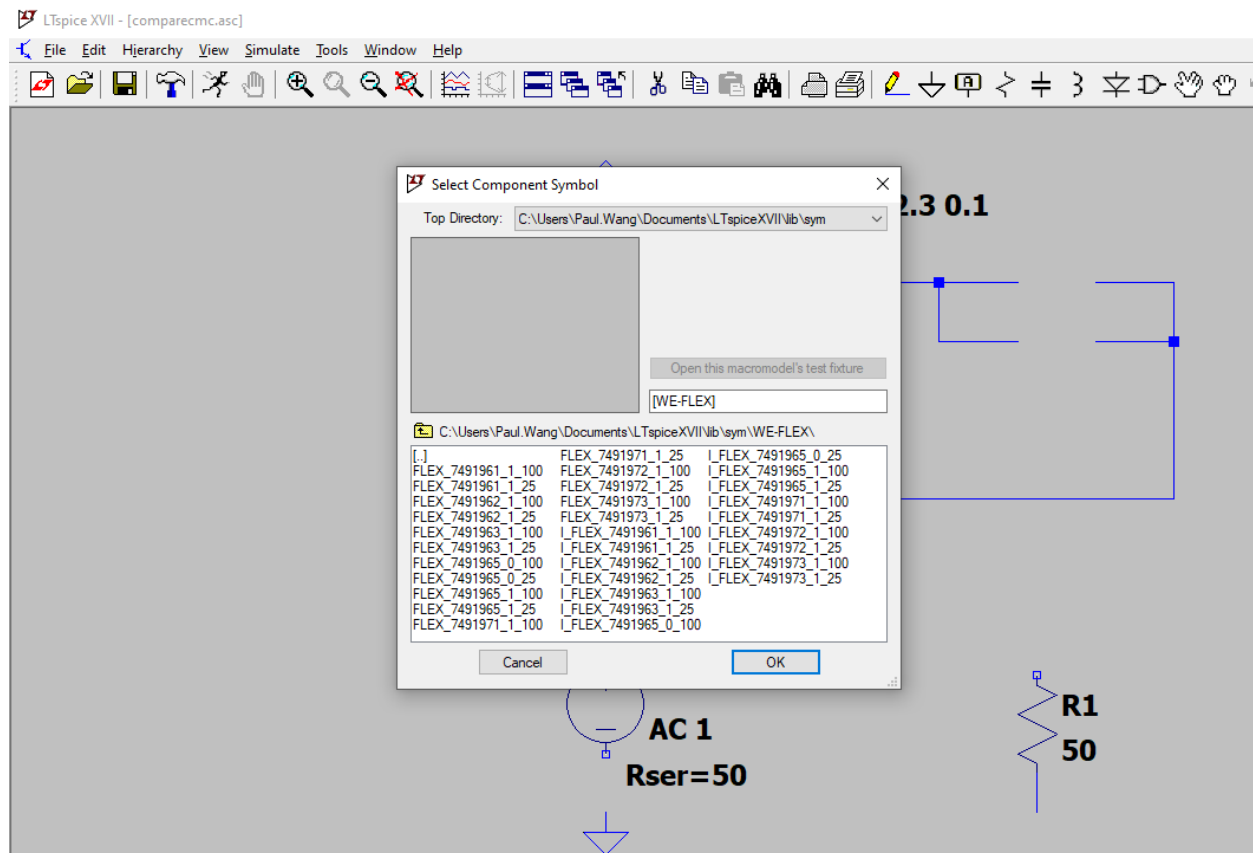 LTspice XVII - [comparecmc.asc]
File Edit Hierarchy View Simulate Tools Window Help
Select Component Symbol
Top Directory: C:\Users\Paul.Wang\Documents\LTspiceXVII\lib\sym
2.3 0.1
Open this macromodel's test fixture
[WE-FLEX]
C:\Users\Paul.Wang\Documents\LTspiceXVII\lib\sym\WE-FLEX\
[..] FLEX_7491971_1_25 I_FLEX_7491965_0_25
FLEX_7491961_1_100 FLEX_7491972_1_100 I_FLEX_7491965_1_100
FLEX_7491961_1_25 FLEX_7491972_1_25 I_FLEX_7491965_1_25
FLEX_7491962_1_100 FLEX_7491973_1_100 I_FLEX_7491971_1_100
FLEX_7491962_1_25 FLEX_7491973_1_25 I_FLEX_7491971_1_25
FLEX_7491963_1_100 I_FLEX_7491961_1_100 I_FLEX_7491972_1_100
FLEX_7491963_1_25 I_FLEX_7491961_1_25 I_FLEX_7491972_1_25
FLEX_7491965_0_100 I_FLEX_7491962_1_100 I_FLEX_7491973_1_100
FLEX_7491965_0_25 I_FLEX_7491962_1_25 I_FLEX_7491973_1_25
FLEX_7491965_1_100 I_FLEX_7491963_1_100
FLEX_7491965_1_25 I_FLEX_7491963_1_25
FLEX_7491971_1_100 I_FLEX_7491965_0_100
Cancel OK
R1
AC 1
50
Rser=50